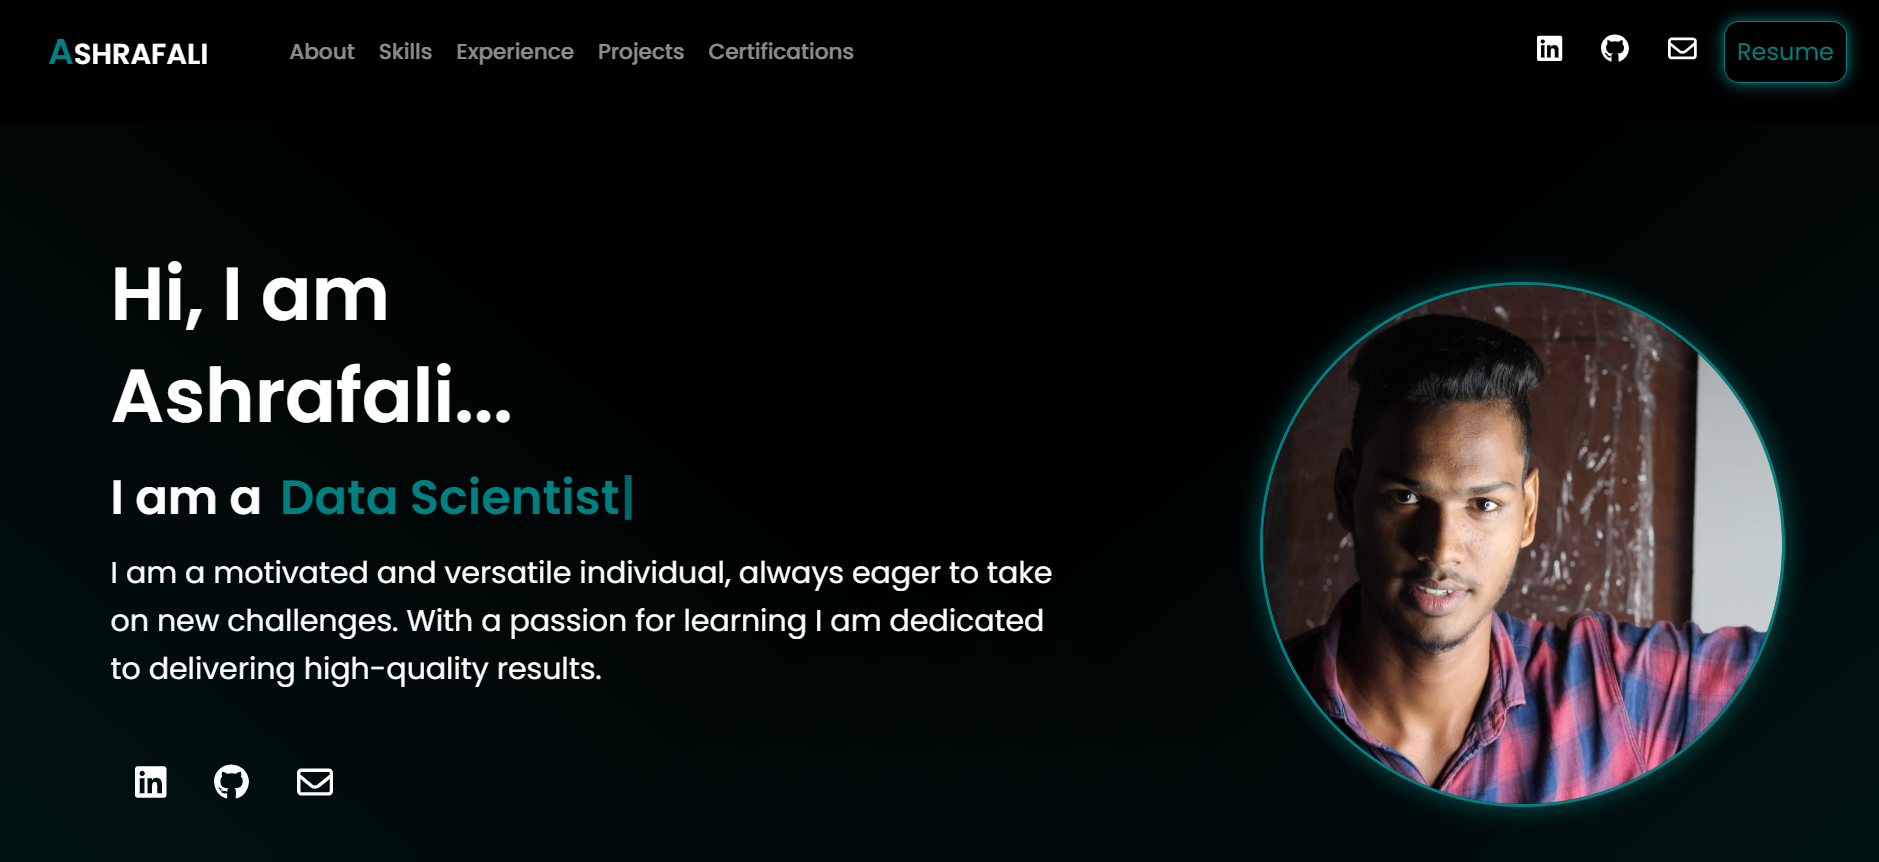 ASHRAFALI About Skills Experience Projects Certifications Resume
Hi, I am
Ashrafali...
I am a Data Scientist|
I am a motivated and versatile individual, always eager to take
on new challenges. With a passion for learning I am dedicated
to delivering high-quality results.